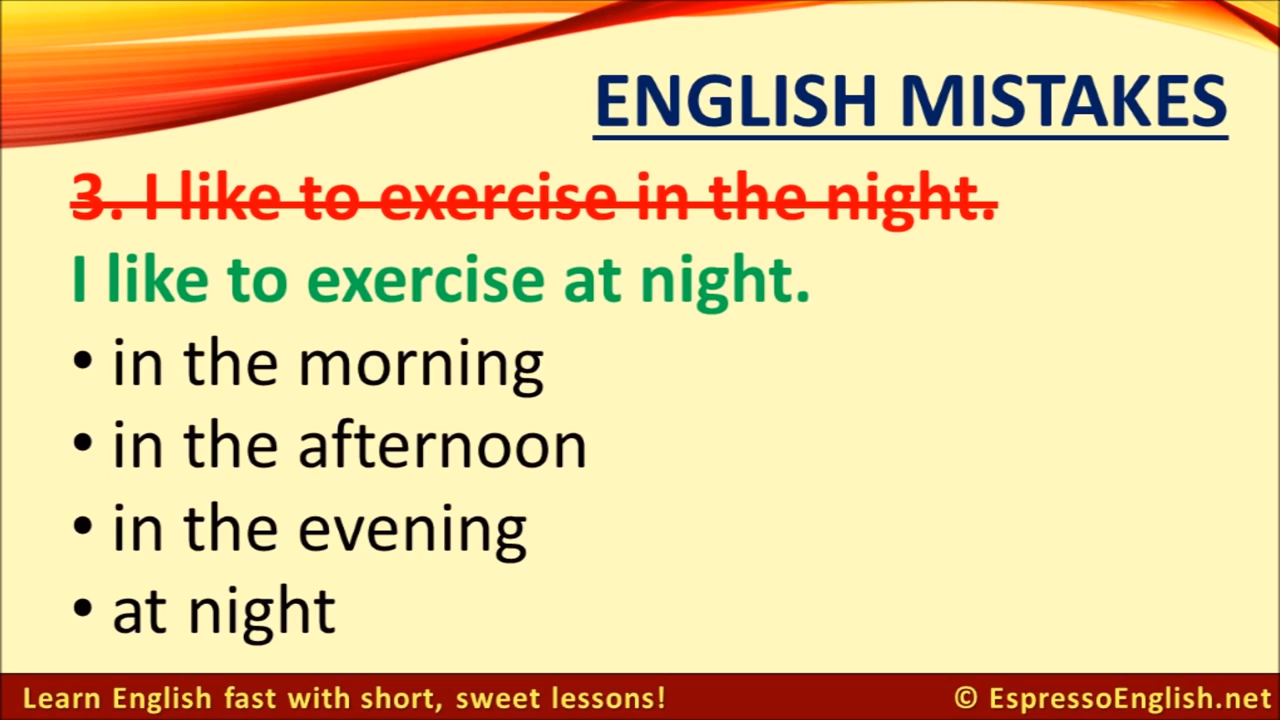 ENGLISH MISTAKES
3. I like to exercise in the night.
I like to exercise at night.
• in the morning
• in the afternoon
• in the evening
• at night
Learn English fast with short, sweet lessons!
© EspressoEnglish.net